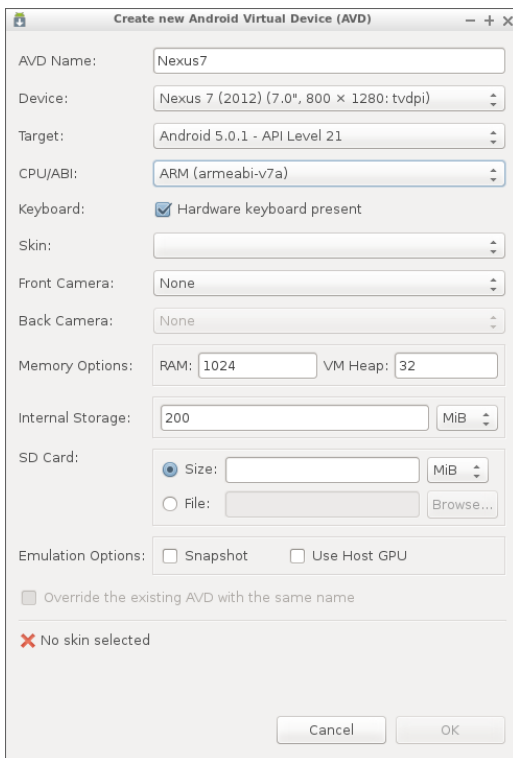 Create new Android Virtual Device (AVD)
AVD Name: Nexus7
Device: Nexus 7 (2012) (7.0", 800 × 1280: tvdpi)
Target: Android 5.0.1 - API Level 21
CPU/ABI: ARM (armeabi-v7a)
Keyboard: Hardware keyboard present
Skin:
Front Camera: None
Back Camera: None
Memory Options: RAM: 1024 VM Heap: 32
Internal Storage: 200 MiB
SD Card:
Size: MiB
File: Browse...
Emulation Options: Snapshot Use Host GPU
Override the existing AVD with the same name
No skin selected
Cancel OK